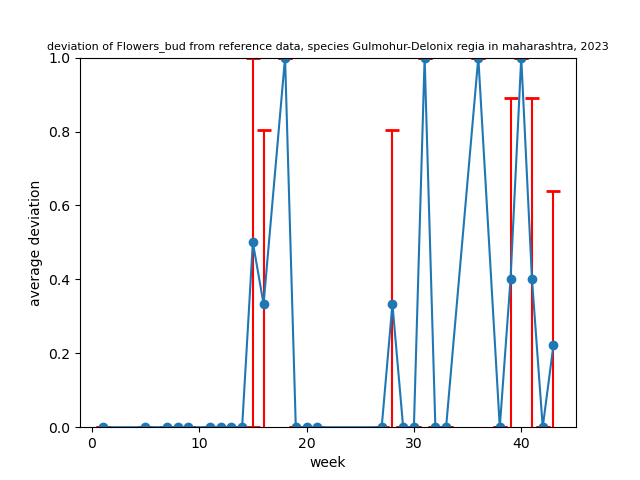 deviation of Flowers_bud from reference data, species Gulmohur-Delonix regia in maharashtra, 2023
1.0
0.8
0.6
0.4
0.2
0.0
average deviation
0 10 20 30 40
week